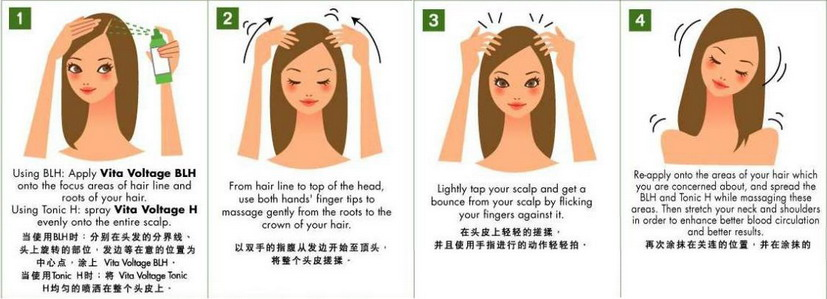 1
Using BLH: Apply Vita Voltage BLH
onto the focus areas of hair line and
roots of your hair.
Using Tonic H: spray Vita Voltage H
evenly onto the entire scalp.
当使用BLH时：分别在头发的分界线、
头上旋转的部位，发边等在意的位置为
中心点，涂上 Vita Voltage BLH．
当使用Tonic H时：将 Vita Voltage Tonic
H均匀的喷洒在整个头皮上．
2
From hair line to top of the head,
use both hands' finger tips to
massage gently from the roots to the
crown of your hair.
以双手的指腹从发边开始至顶头，
将整个头皮搓揉．
3
Lightly tap your scalp and get a
bounce from your scalp by flicking
your fingers against it.
在头皮上轻轻的搓揉，
并且使用手指进行的动作轻轻拍．
4
Re-apply onto the areas of your hair which
you are concerned about, and spread the
BLH and Tonic H while massaging these
areas. Then stretch your neck and shoulders
in order to enhance better blood circulation
and better results.
再次涂抹在关连的位置，并在涂抹的